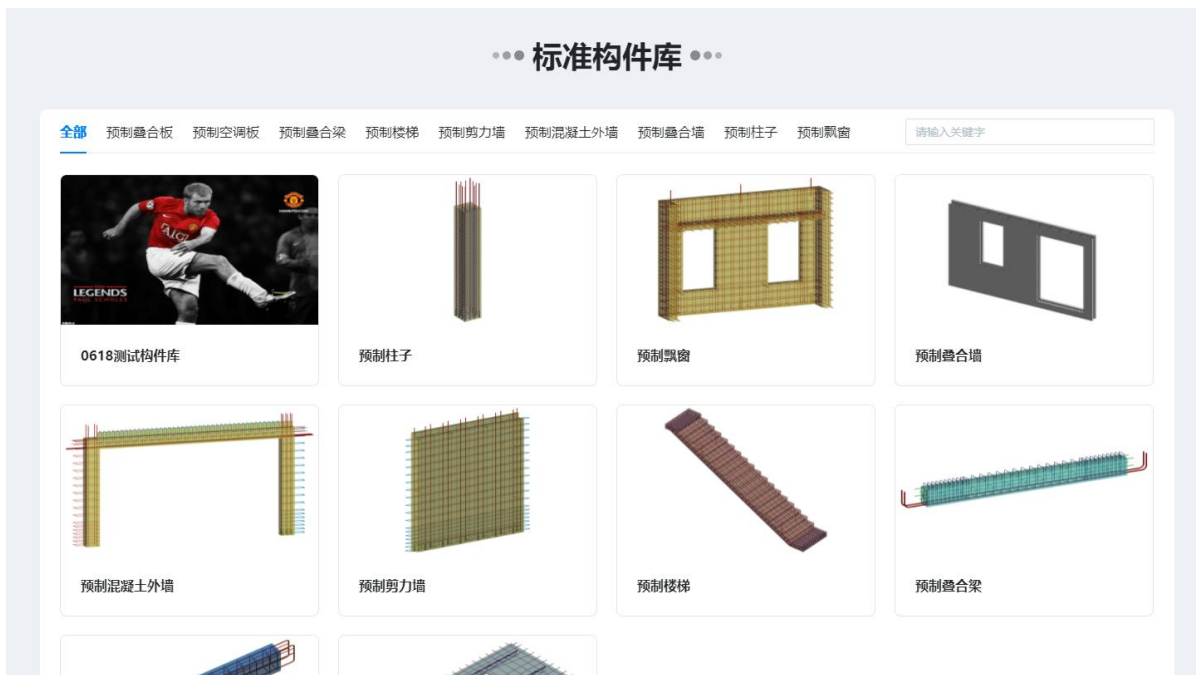 标准构件库
全部 预制叠合板 预制空调板 预制叠合梁 预制楼梯 预制剪力墙 预制混凝土外墙 预制叠合墙 预制柱子 预制飘窗 请输入关键字
LEGENDS
PAUL SCHOLES
0618测试构件库 预制柱子 预制飘窗 预制叠合墙
预制混凝土外墙 预制剪力墙 预制楼梯 预制叠合梁